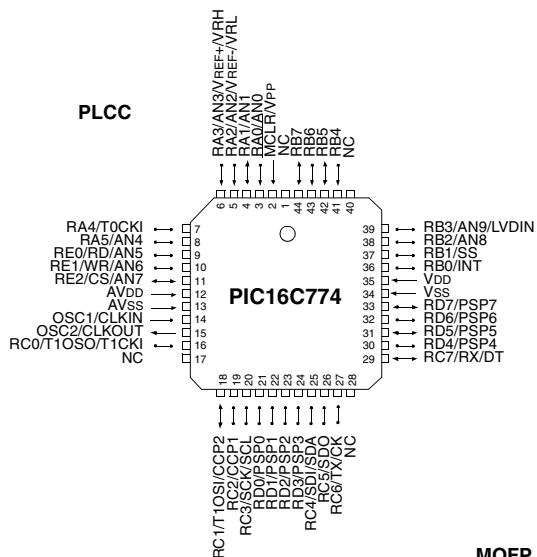 PLCC
RA3/AN3/VREF+/VRH
RA2/AN2/VREF-/VRL
RA1/AN1
RA0/AN0
MCLR/VPP
NC
RB7
RB6
RB5
RB4
NC
6 5 4 3 2 1 44 43 42 41 40
RA4/T0CKI 7
RA5/AN4 8
RE0/RD/AN5 9
RE1/WR/AN6 10
RE2/CS/AN7 11
AVDD 12
AVSS 13
OSC1/CLKIN 14
OSC2/CLKOUT 15
RC0/T1OSO/T1CKI 16
NC 17
PIC16C774
39 RB3/AN9/LVDIN
38 RB2/AN8
37 RB1/SS
36 RB0/INT
35 VDD
34 VSS
33 RD7/PSP7
32 RD6/PSP6
31 RD5/PSP5
30 RD4/PSP4
29 RC7/RX/DT
18 19 20 21 22 23 24 25 26 27 28
RC1/T1OSI/CCP2
RC2/CCP1
RC3/SCK/SCL
RD0/PSP0
RD1/PSP1
RD2/PSP2
RD3/PSP3
RC4/SDI/SDA
RC5/SDO
RC6/TX/CK
NC